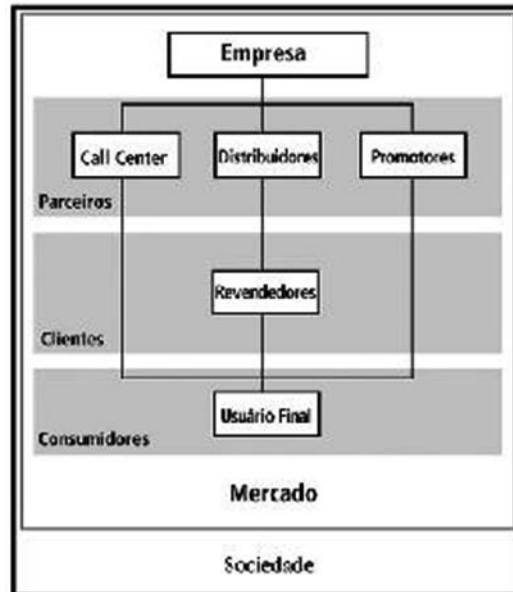 Empresa
Call Center
Distribuidores
Promotores
Parceiros
Revendedores
Clientes
Usuário Final
Consumidores
Mercado
Sociedade